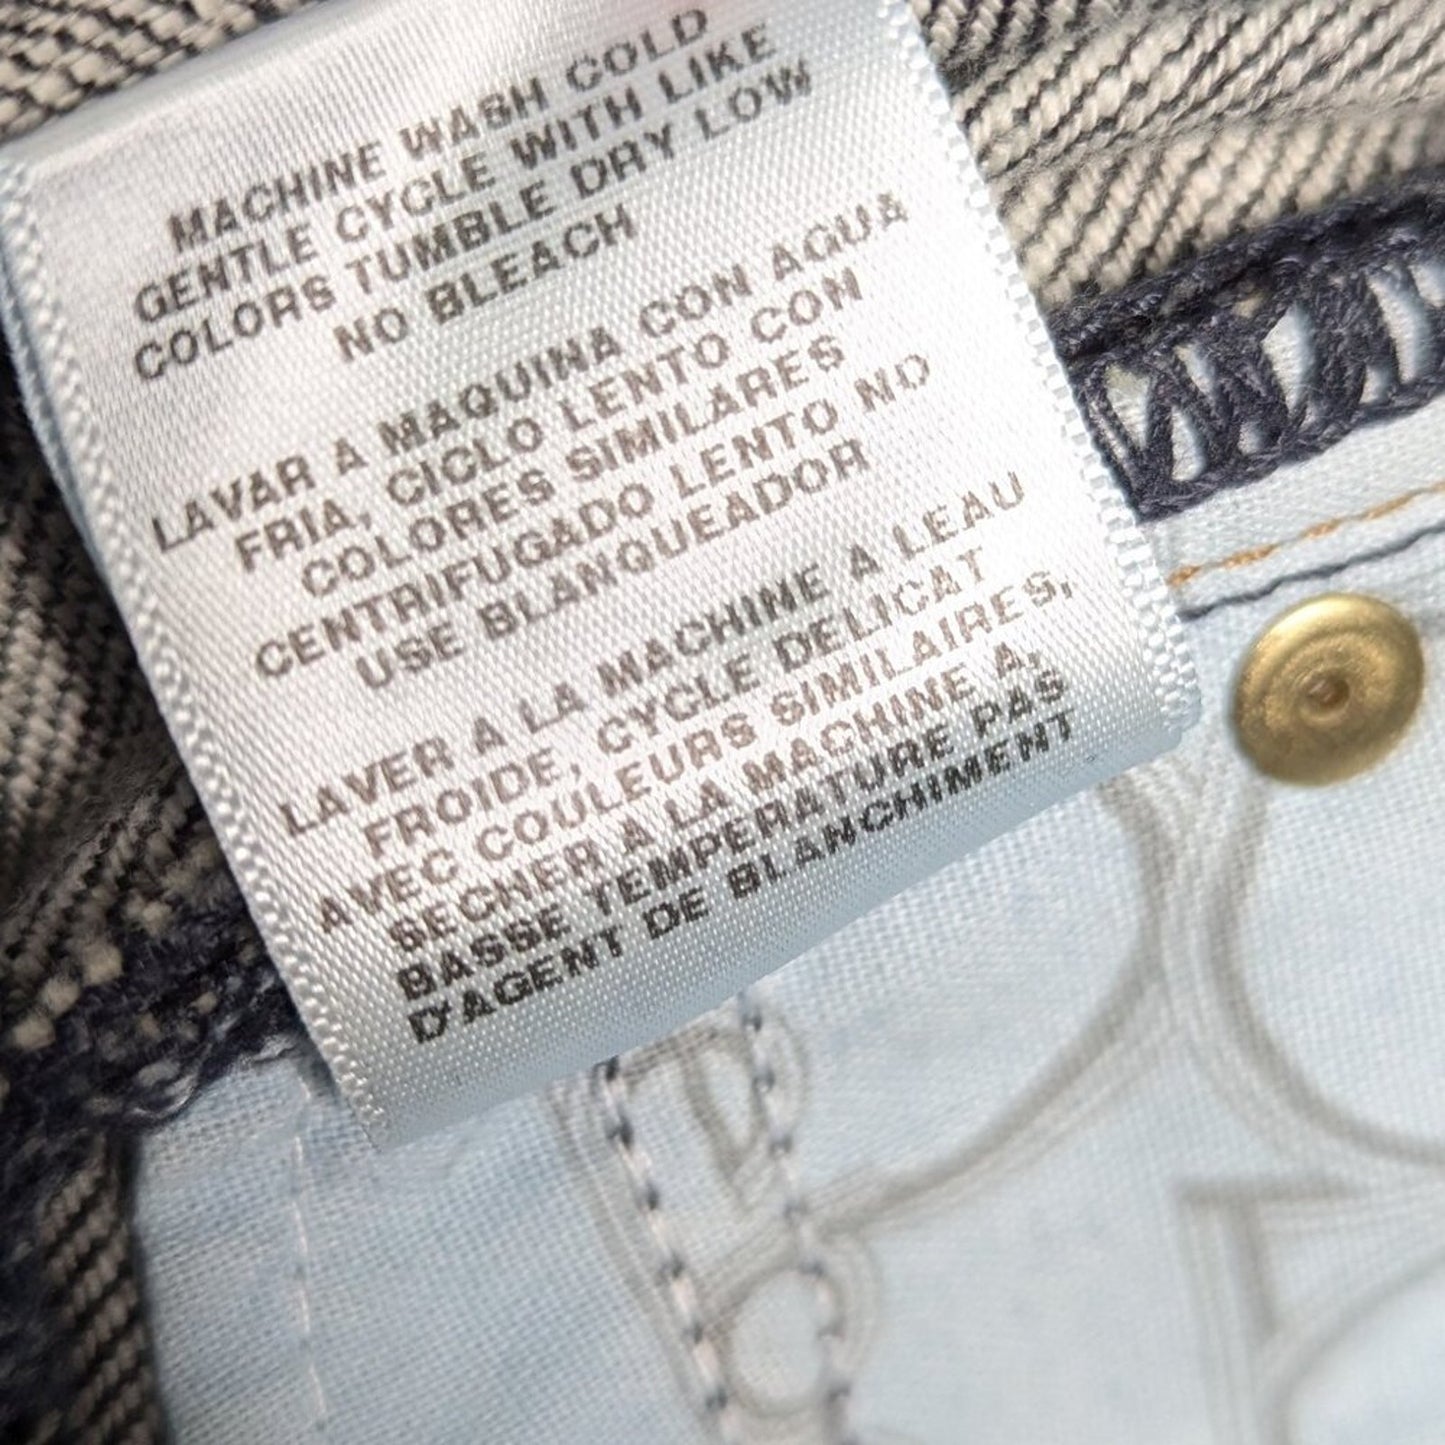 MACHINE WASH COLD
GENTLE CYCLE WITH LIKE
COLORS TUMBLE DRY LOW
NO BLEACH
LAVAR A MAQUINA CON AGUA
FRIA, CICLO LENTO CON
COLORES SIMILARES
CENTRIFUGADO LENTO NO
USE BLANQUEADOR
LAVER A LA MACHINE A LEAU
FROIDE, CYCLE DELICAT
AVEC COULEURS SIMILAIRES,
SECHER A LA MACHINE A,
BASSE TEMPERATURE PAS
D'AGENT DE BLANCHIMENT